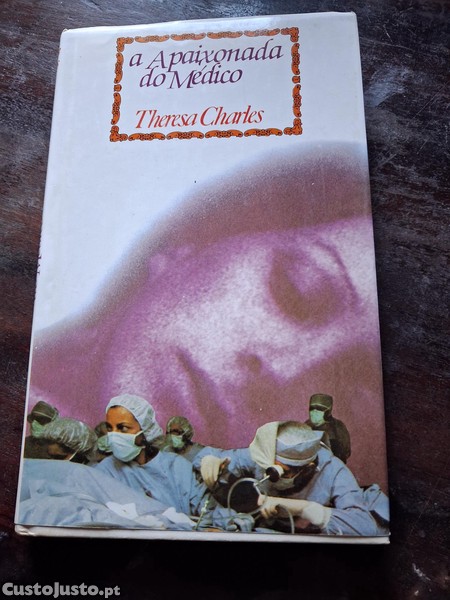 a Apaixonada
do Médico
Theresa Charles
CustoJusto.pt